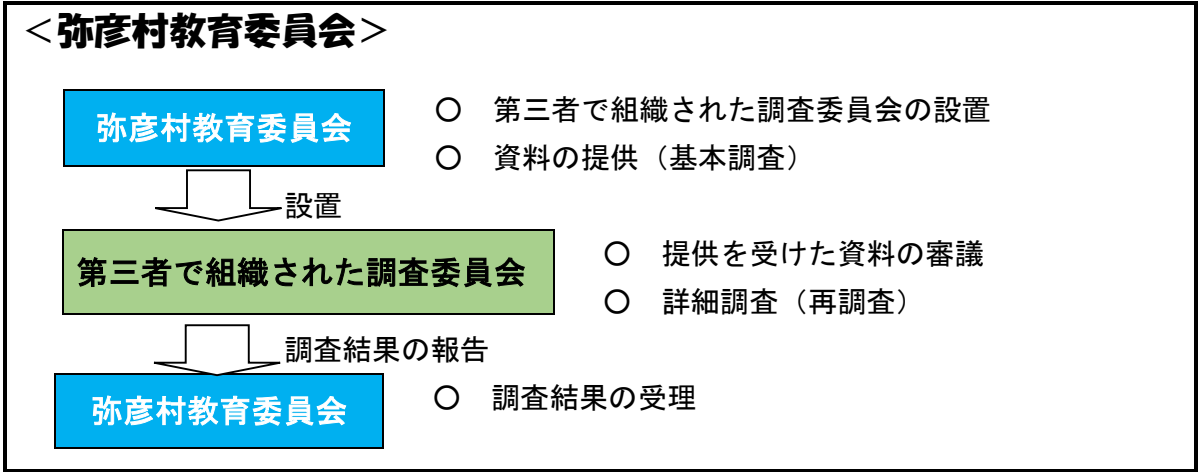 ＜弥彦村教育委員会＞
弥彦村教育委員会
○　第三者で組織された調査委員会の設置
○　資料の提供（基本調査）
設置
第三者で組織された調査委員会
○　提供を受けた資料の審議
○　詳細調査（再調査）
調査結果の報告
弥彦村教育委員会
○　調査結果の受理